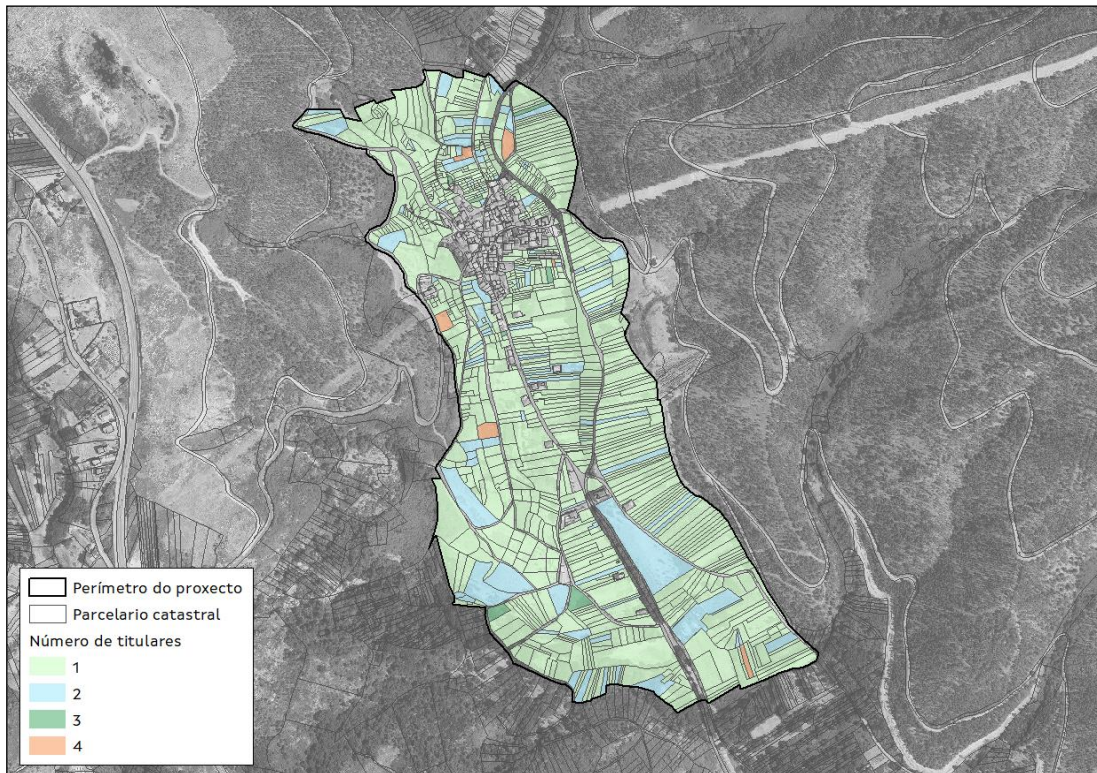 Perímetro do proxecto
Parcelario catastral
Número de titulares
1
2
3
4